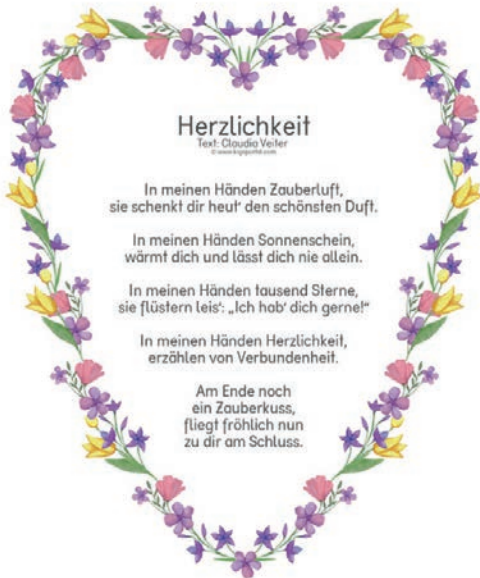 Herzlichkeit
Text: Claudia Veiter
In meinen Händen Zauberluft,
sie schenkt dir heut' den schönsten Duft.
In meinen Händen Sonnenschein,
wärmt dich und lässt dich nie allein.
In meinen Händen tausend Sterne,
sie flüstern leis': „Ich hab' dich gerne!“
In meinen Händen Herzlichkeit,
erzählen von Verbundenheit.
Am Ende noch
ein Zauberkuss,
fliegt fröhlich nun
zu dir am Schluss.